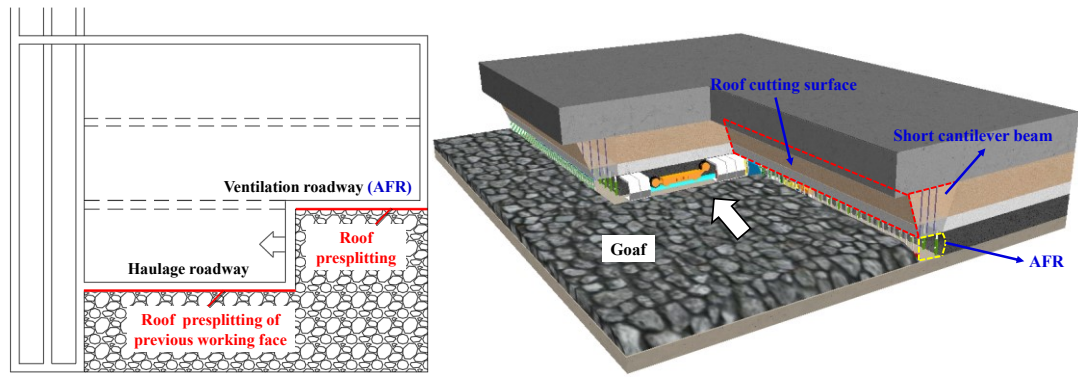 Ventilation roadway (AFR)
Roof
presplitting
Haulage roadway
Roof presplitting of
previous working face
Roof cutting surface
Short cantilever beam
Goaf
AFR